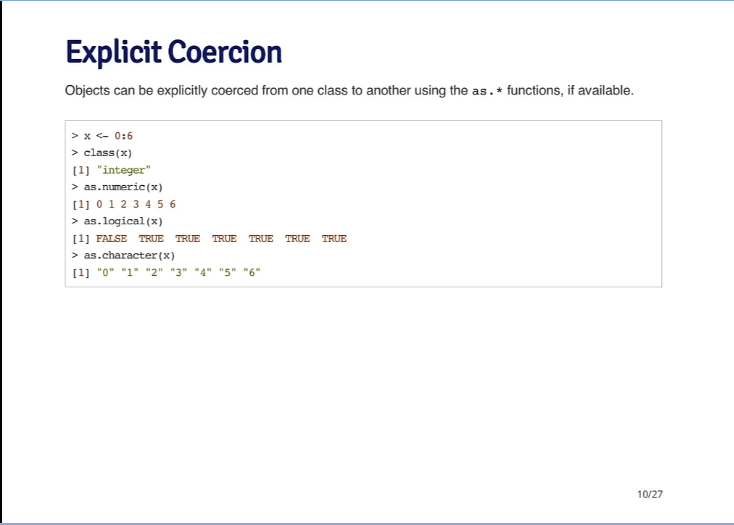 Explicit Coercion
Objects can be explicitly coerced from one class to another using the as.* functions, if available.
> x <- 0:6
> class(x)
[1] "integer"
> as.numeric(x)
[1] 0 1 2 3 4 5 6
> as.logical(x)
[1] FALSE  TRUE  TRUE  TRUE  TRUE  TRUE  TRUE
> as.character(x)
[1] "0" "1" "2" "3" "4" "5" "6"
10/27